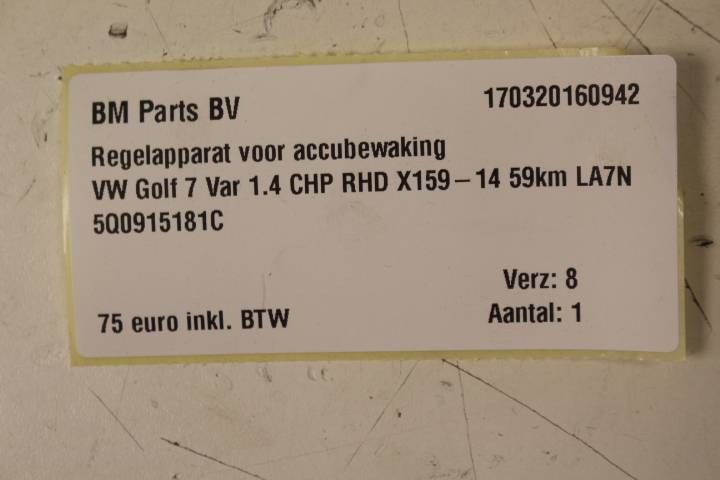 BM Parts BV 170320160942
Regelapparat voor accubewaking
VW Golf 7 Var 1.4 CHP RHD X159-14 59km LA7N
5Q0915181C
Verz: 8
75 euro inkl. BTW Aantal: 1